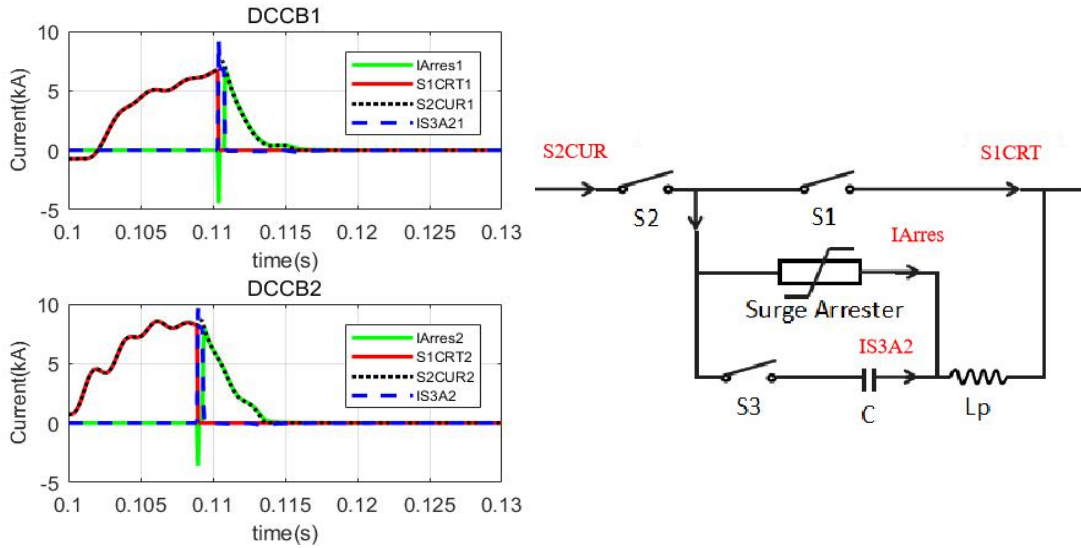 DCCB1
10
5
0
-5
Current(kA)
IArres1
S1CRT1
S2CUR1
IS3A21
0.1 0.105 0.11 0.115 0.12 0.125 0.13
time(s)
DCCB2
10
5
0
-5
Current(kA)
IArres2
S1CRT2
S2CUR2
IS3A2
0.1 0.105 0.11 0.115 0.12 0.125 0.13
time(s)
S2CUR
S1CRT
S2
S1
IArres
Surge Arrester
IS3A2
S3
C
Lp